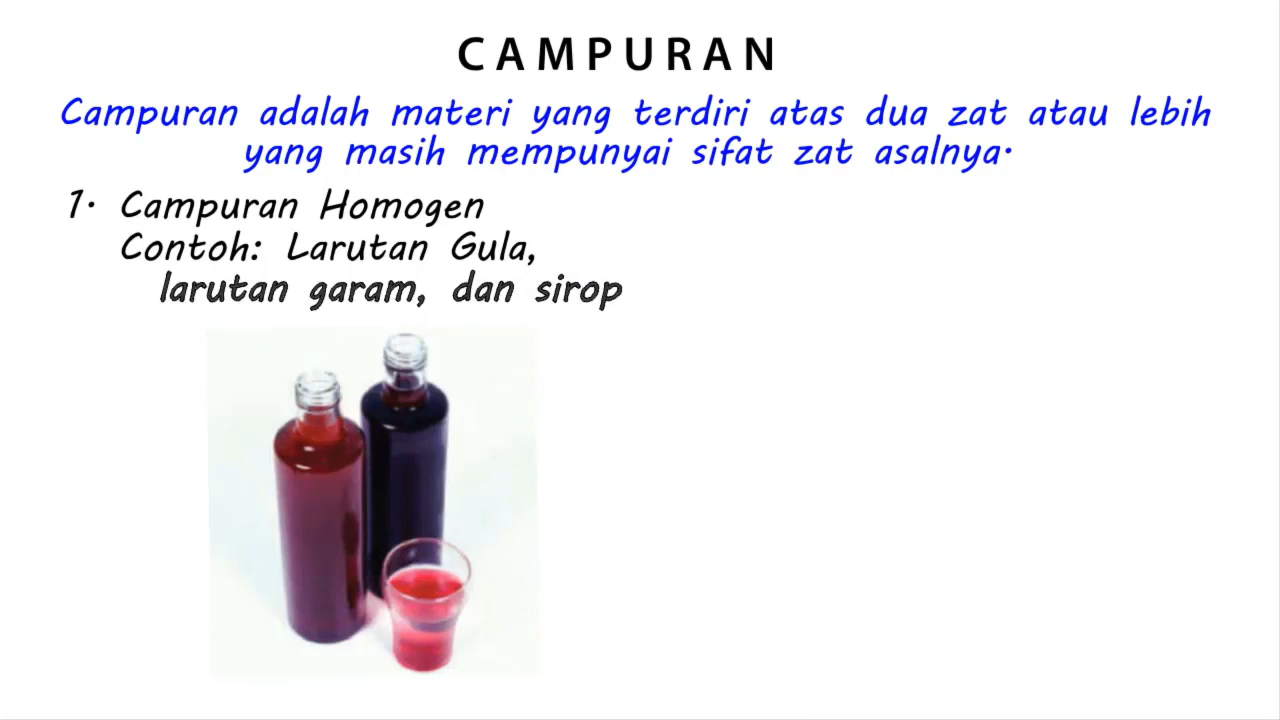 CAMPURAN
Campuran adalah materi yang terdiri atas dua zat atau lebih
yang masih mempunyai sifat zat asalnya.
1. Campuran Homogen
Contoh: Larutan Gula,
larutan garam, dan sirop